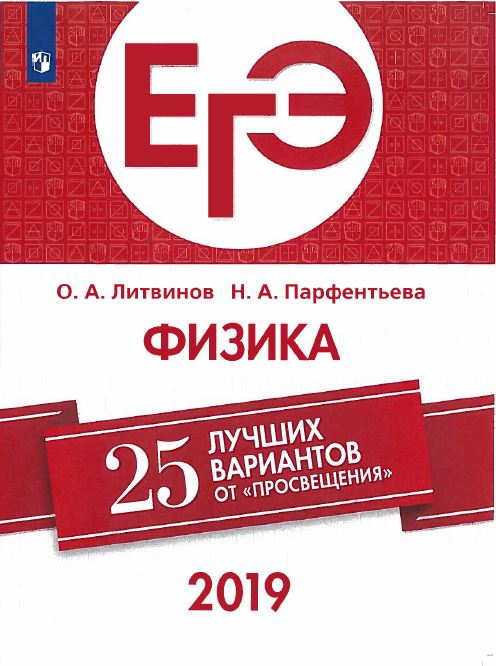 ЕГЭ
О. А. Литвинов Н. А. Парфентьева
ФИЗИКА
25 ЛУЧШИХ
ВАРИАНТОВ
ОТ «ПРОСВЕЩЕНИЯ»
2019